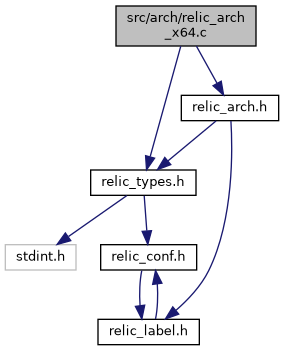 src/arch/relic_arch
_x64.c
relic_arch.h
relic_types.h
stdint.h
relic_conf.h
relic_label.h